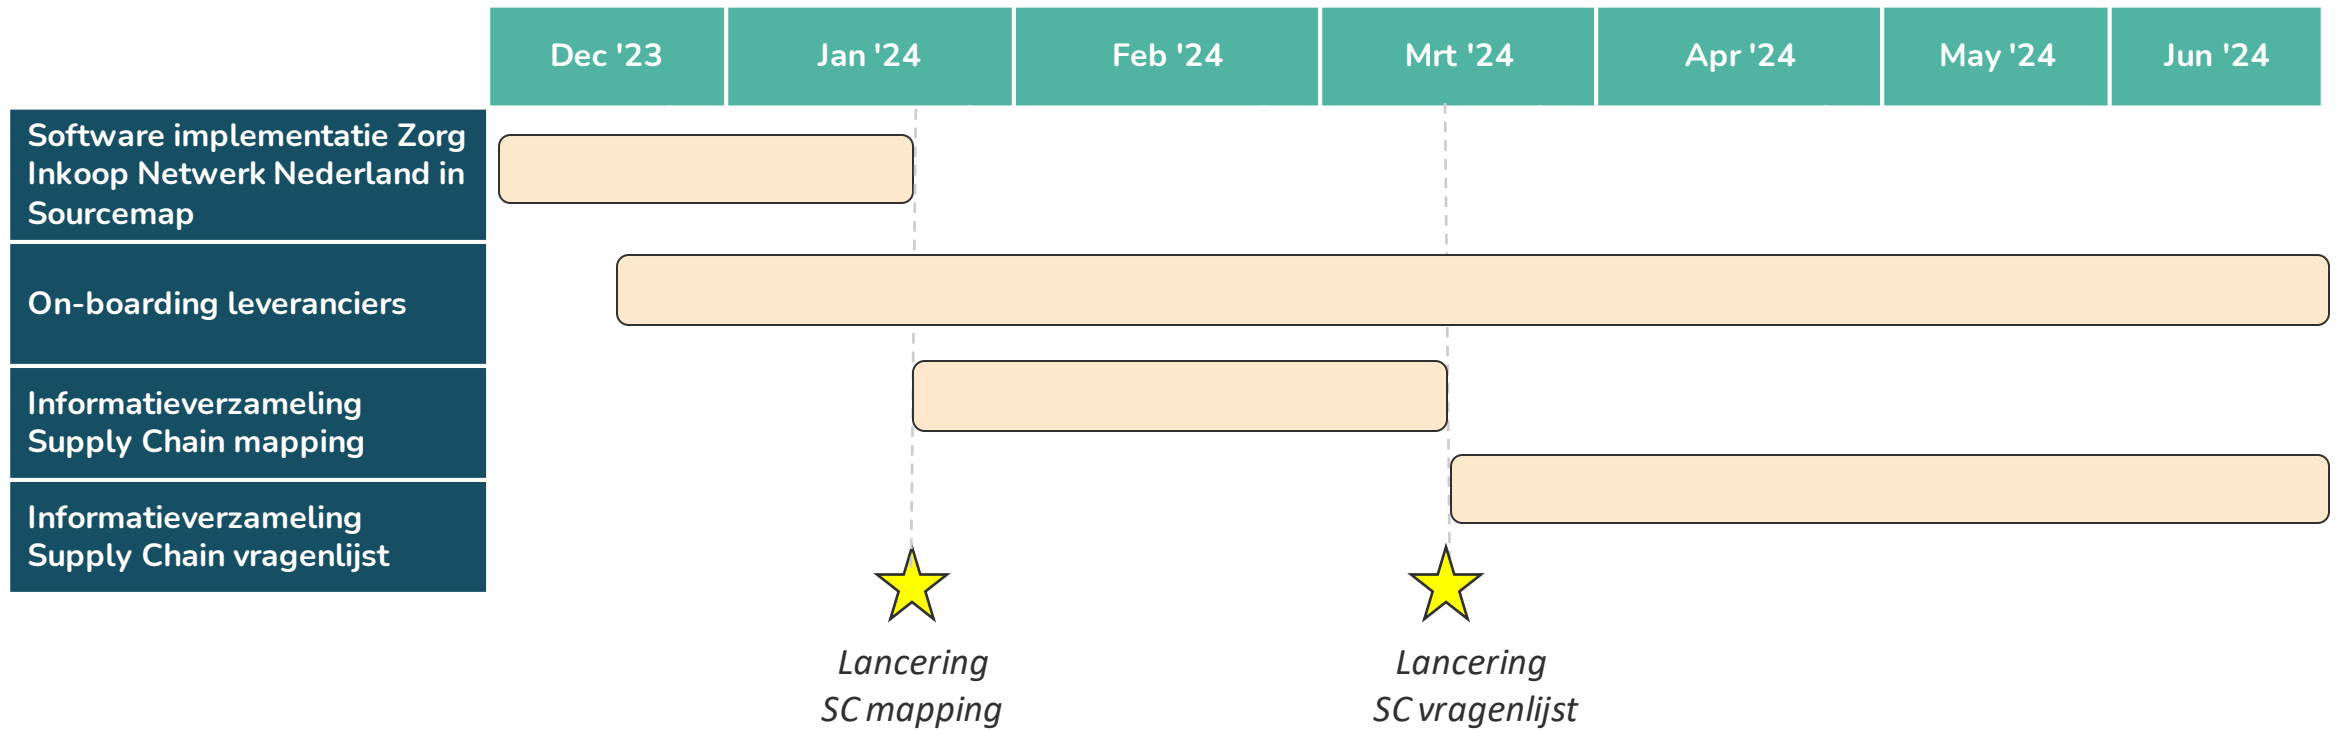 Dec '23
Jan '24
Feb '24
Mrt '24
Apr '24
May '24
Jun '24
Software implementatie Zorg
Inkoop Netwerk Nederland in
Sourcemap
On-boarding leveranciers
Informatieverzameling
Supply Chain mapping
Informatieverzameling
Supply Chain vragenlijst
Lancering
SC mapping
Lancering
SC vragenlijst